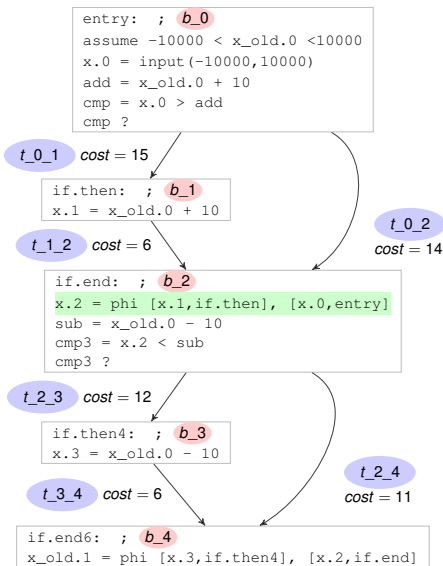 entry: ; b_0
assume -10000 < x_old.0 <10000
x.0 = input(-10000,10000)
add = x_old.0 + 10
cmp = x.0 > add
cmp ?
t_0_1 cost = 15
if.then: ; b_1
x.1 = x_old.0 + 10
t_0_2
cost = 14
t_1_2 cost = 6
if.end: ; b_2
x.2 = phi [x.1,if.then], [x.0,entry]
sub = x_old.0 - 10
cmp3 = x.2 < sub
cmp3 ?
t_2_3 cost = 12
if.then4: ; b_3
x.3 = x_old.0 - 10
t_2_4
cost = 11
t_3_4 cost = 6
if.end6: ; b_4
x_old.1 = phi [x.3,if.then4], [x.2,if.end]